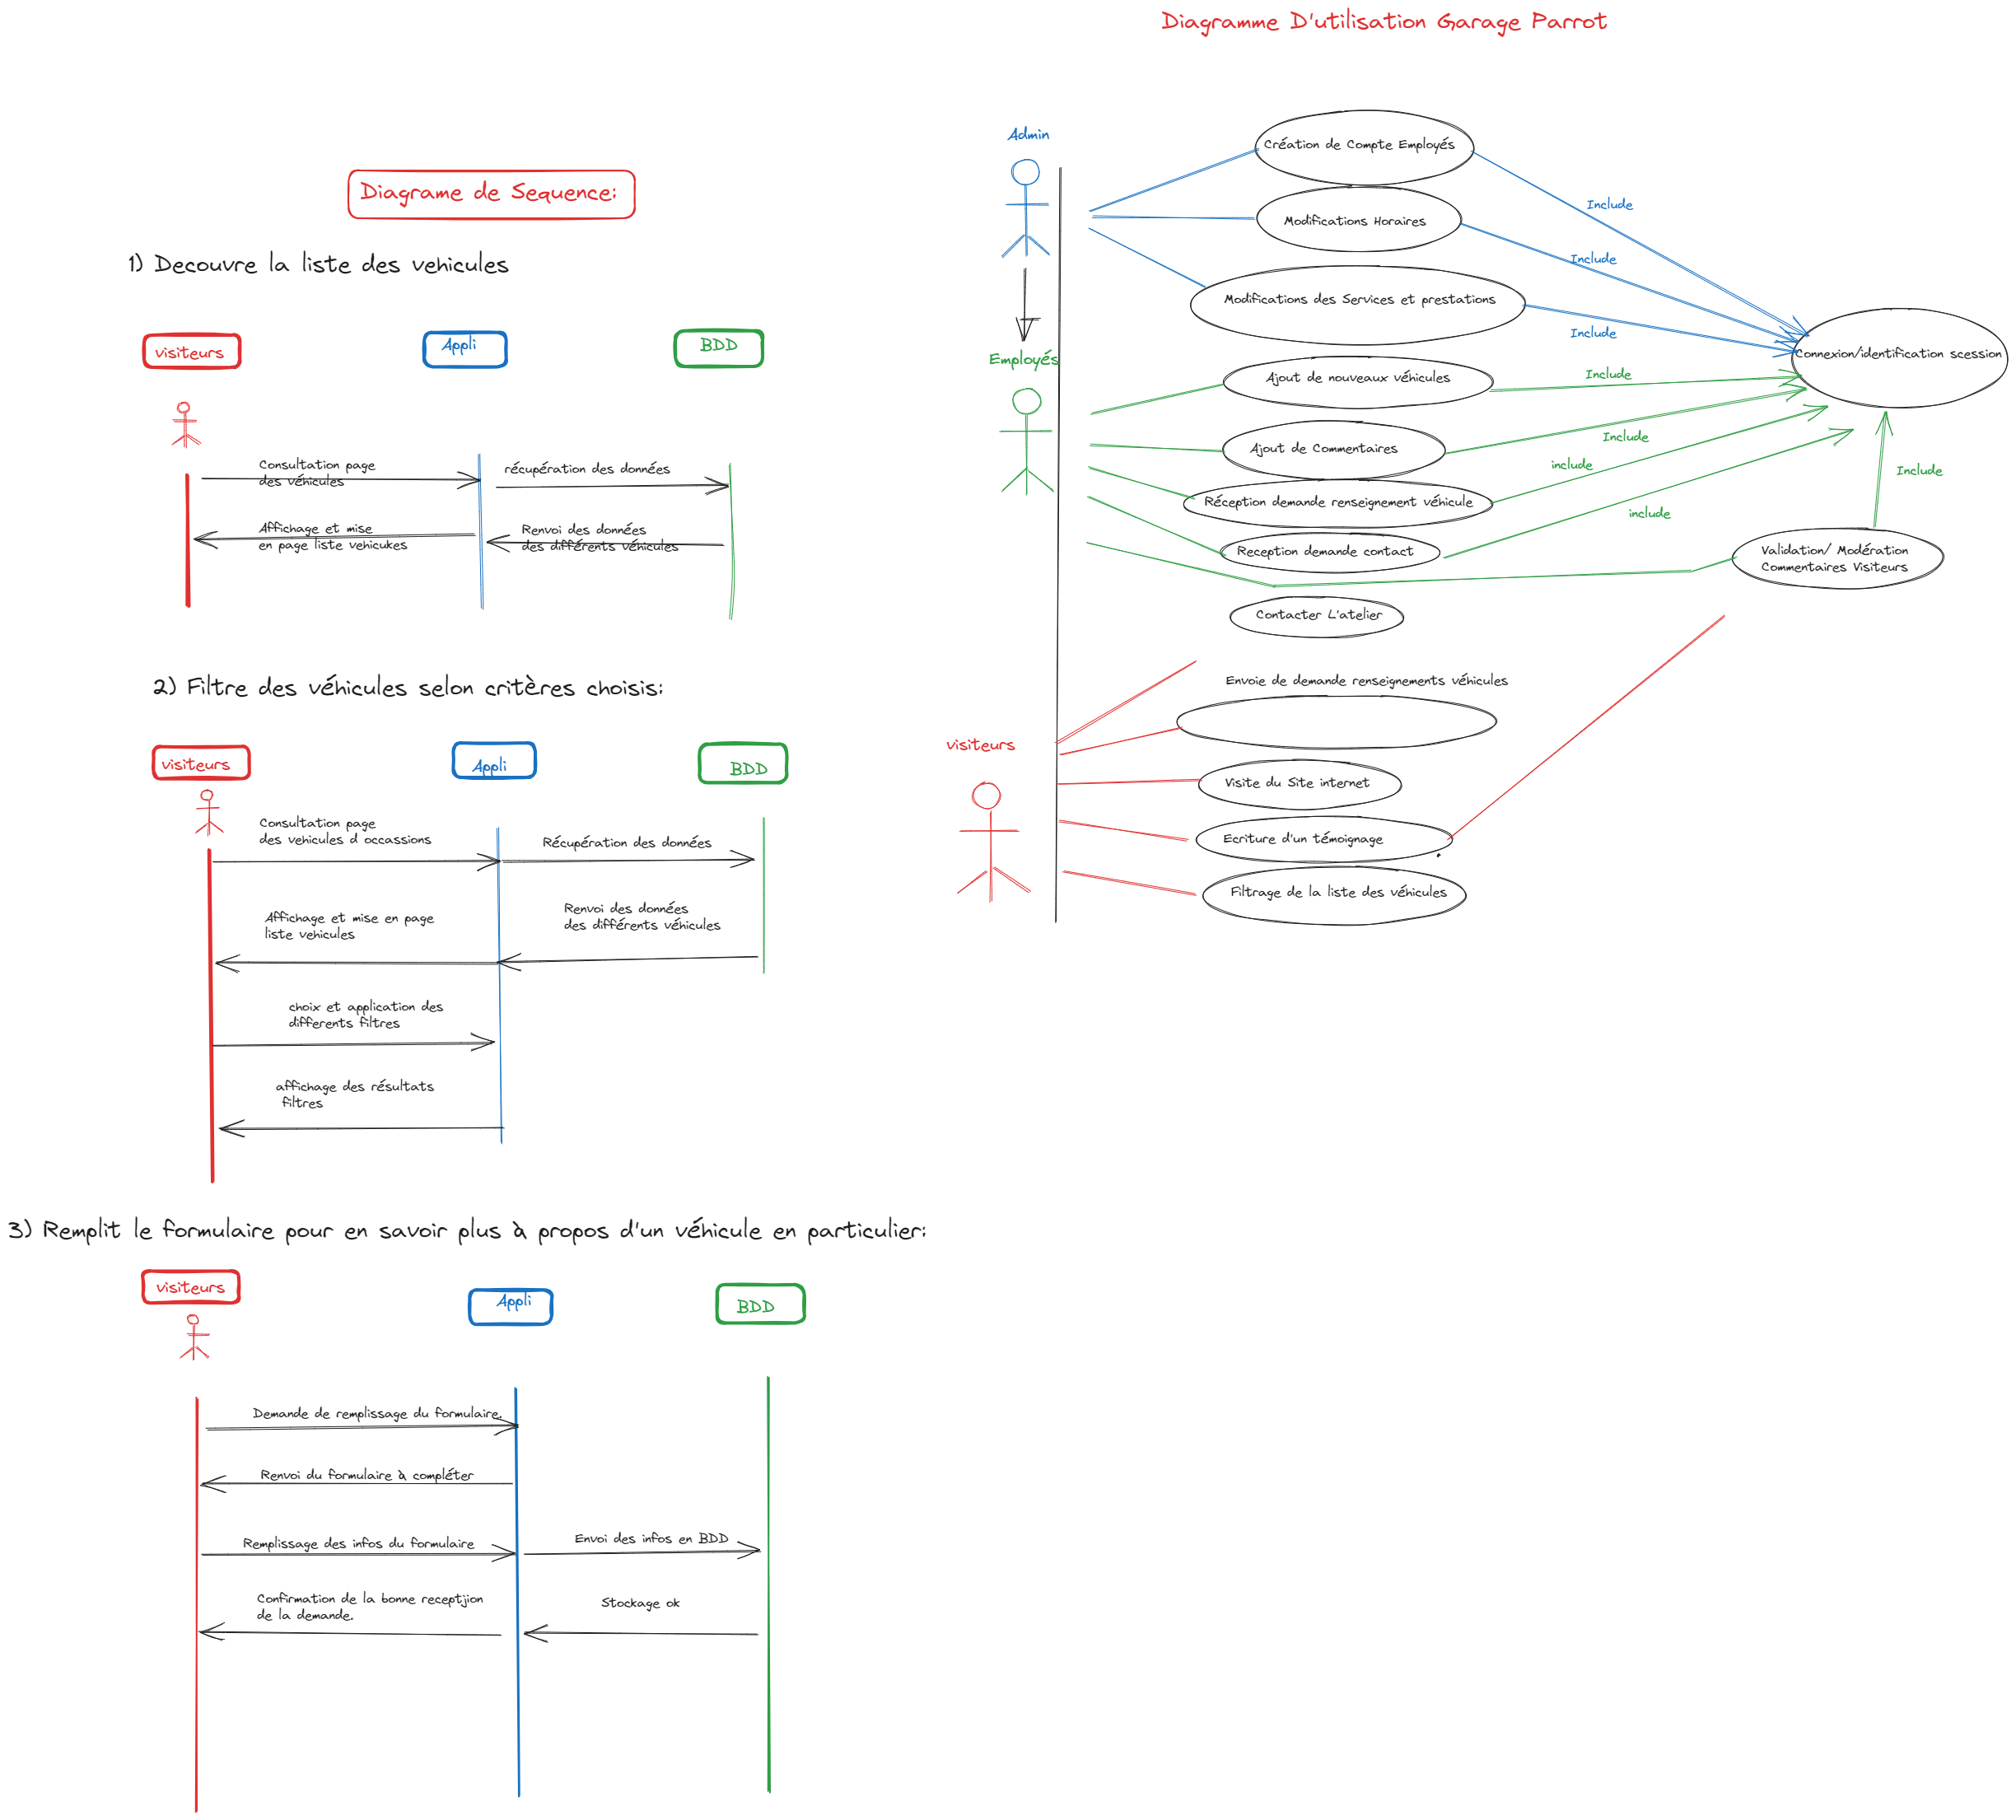 Diagramme D'utilisation Garage Parrot
Diagrame de Sequence:
1) Decouvre la liste des vehicules
visiteurs
Appli
BDD
Consultation page
des véhicules
récupération des données
Affichage et mise
en page liste vehicukes
Renvoi des données
des différents véhicules
2) Filtre des véhicules selon critères choisis:
visiteurs
Appli
BDD
Consultation page
des vehicules d occassions
Récupération des données
Affichage et mise en page
liste vehicules
Renvoi des données
des différents véhicules
choix et application des
differents filtres
affichage des résultats
filtres
3) Remplit le formulaire pour en savoir plus à propos d'un véhicule en particulier:
visiteurs
Appli
BDD
Demande de remplissage du formulaire.
Renvoi du formulaire à compléter
Remplissage des infos du formulaire
Envoi des infos en BDD
Confirmation de la bonne receptjion
de la demande.
Stockage ok
Admin
Création de Compte Employés
Include
Modifications Horaires
Include
Modifications des Services et prestations
Include
Connexion/identification scession
Employés
Ajout de nouveaux véhicules
Include
Ajout de Commentaires
Include
include
Include
Réception demande renseignement véhicule
include
Reception demande contact
Validation/ Modération
Commentaires Visiteurs
Contacter L'atelier
Envoie de demande renseignements véhicules
visiteurs
Visite du Site internet
Ecriture d'un témoignage
Filtrage de la liste des véhicules